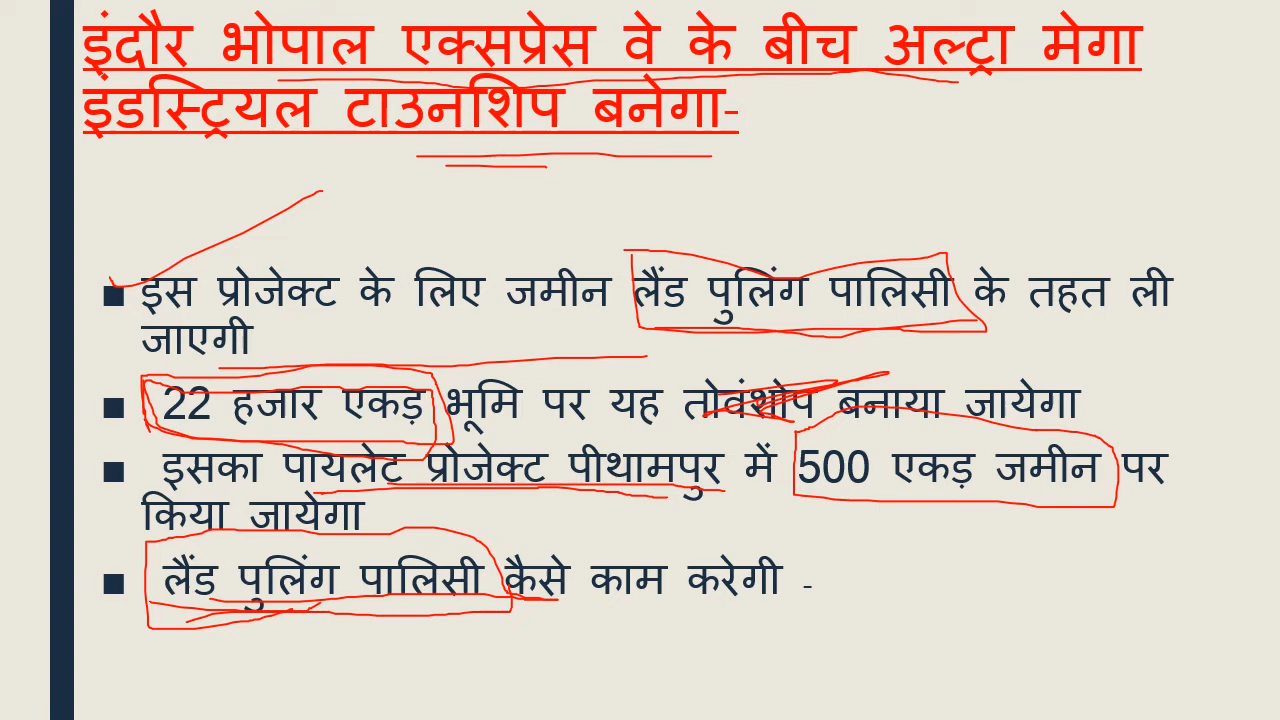 इंदौर भोपाल एक्सप्रेस वे के बीच अल्ट्रा मेगा
इंडस्ट्रियल टाउनशिप बनेगा-
■ इस प्रोजेक्ट के लिए जमीन लैंड पुलिंग पालिसी के तहत ली
जाएगी
■ 22 हजार एकड़ भूमि पर यह तोवंशोप बनाया जायेगा
■ इसका पायलेट प्रोजेक्ट पीथामपुर में 500 एकड़ जमीन पर
किया जायेगा
■ लैंड पुलिंग पालिसी कैसे काम करेगी -